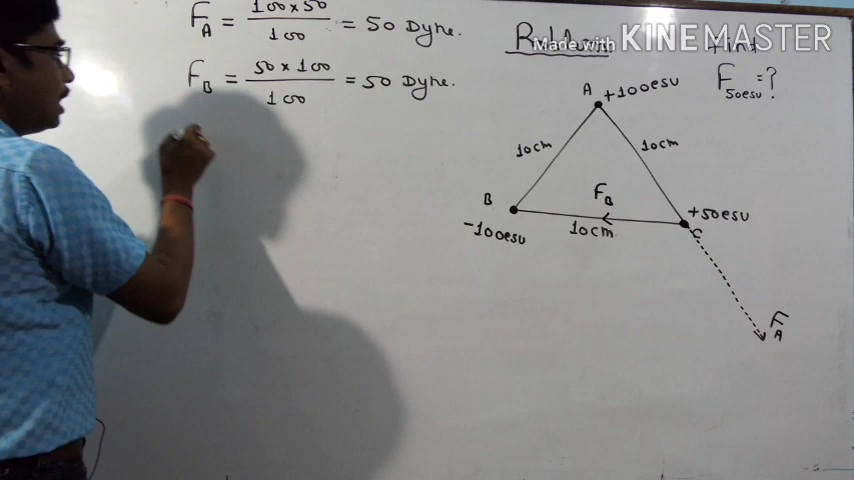 F_A = 100 x 50 / 100 = 50 Dyne.
F_B = 50 x 100 / 100 = 50 Dyne.
Made with KINEMASTER
Find
F_50esu = ?
A +100esu
10cm
10cm
B
F_B
+50esu
C
-100esu
10cm
F_A